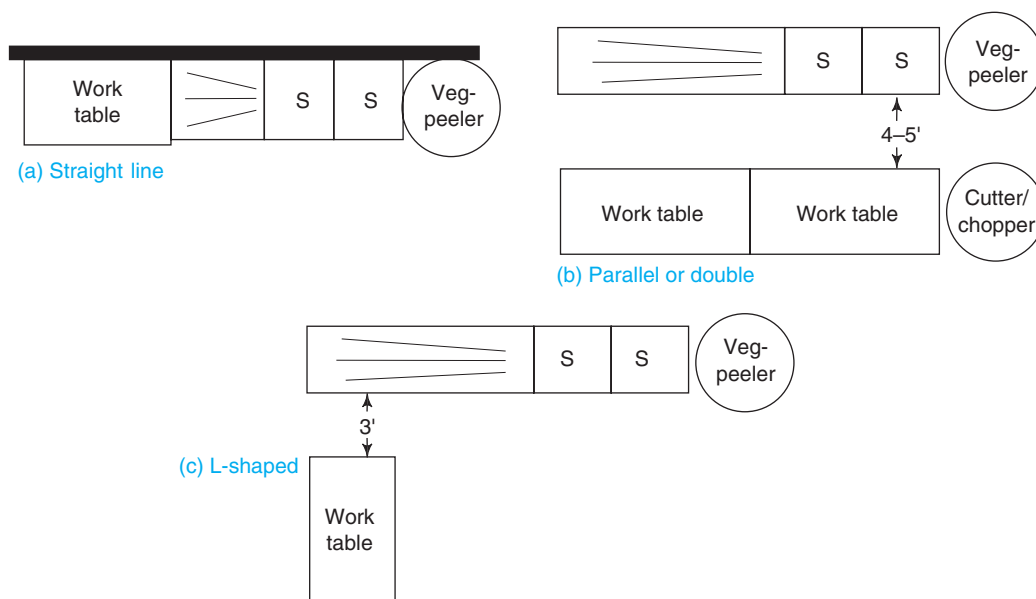 Work
table
S
S
Veg-
peeler
(a) Straight line
S
S
Veg-
peeler
4–5'
Work table
Work table
Cutter/
chopper
(b) Parallel or double
S
S
Veg-
peeler
3'
(c) L-shaped
Work
table